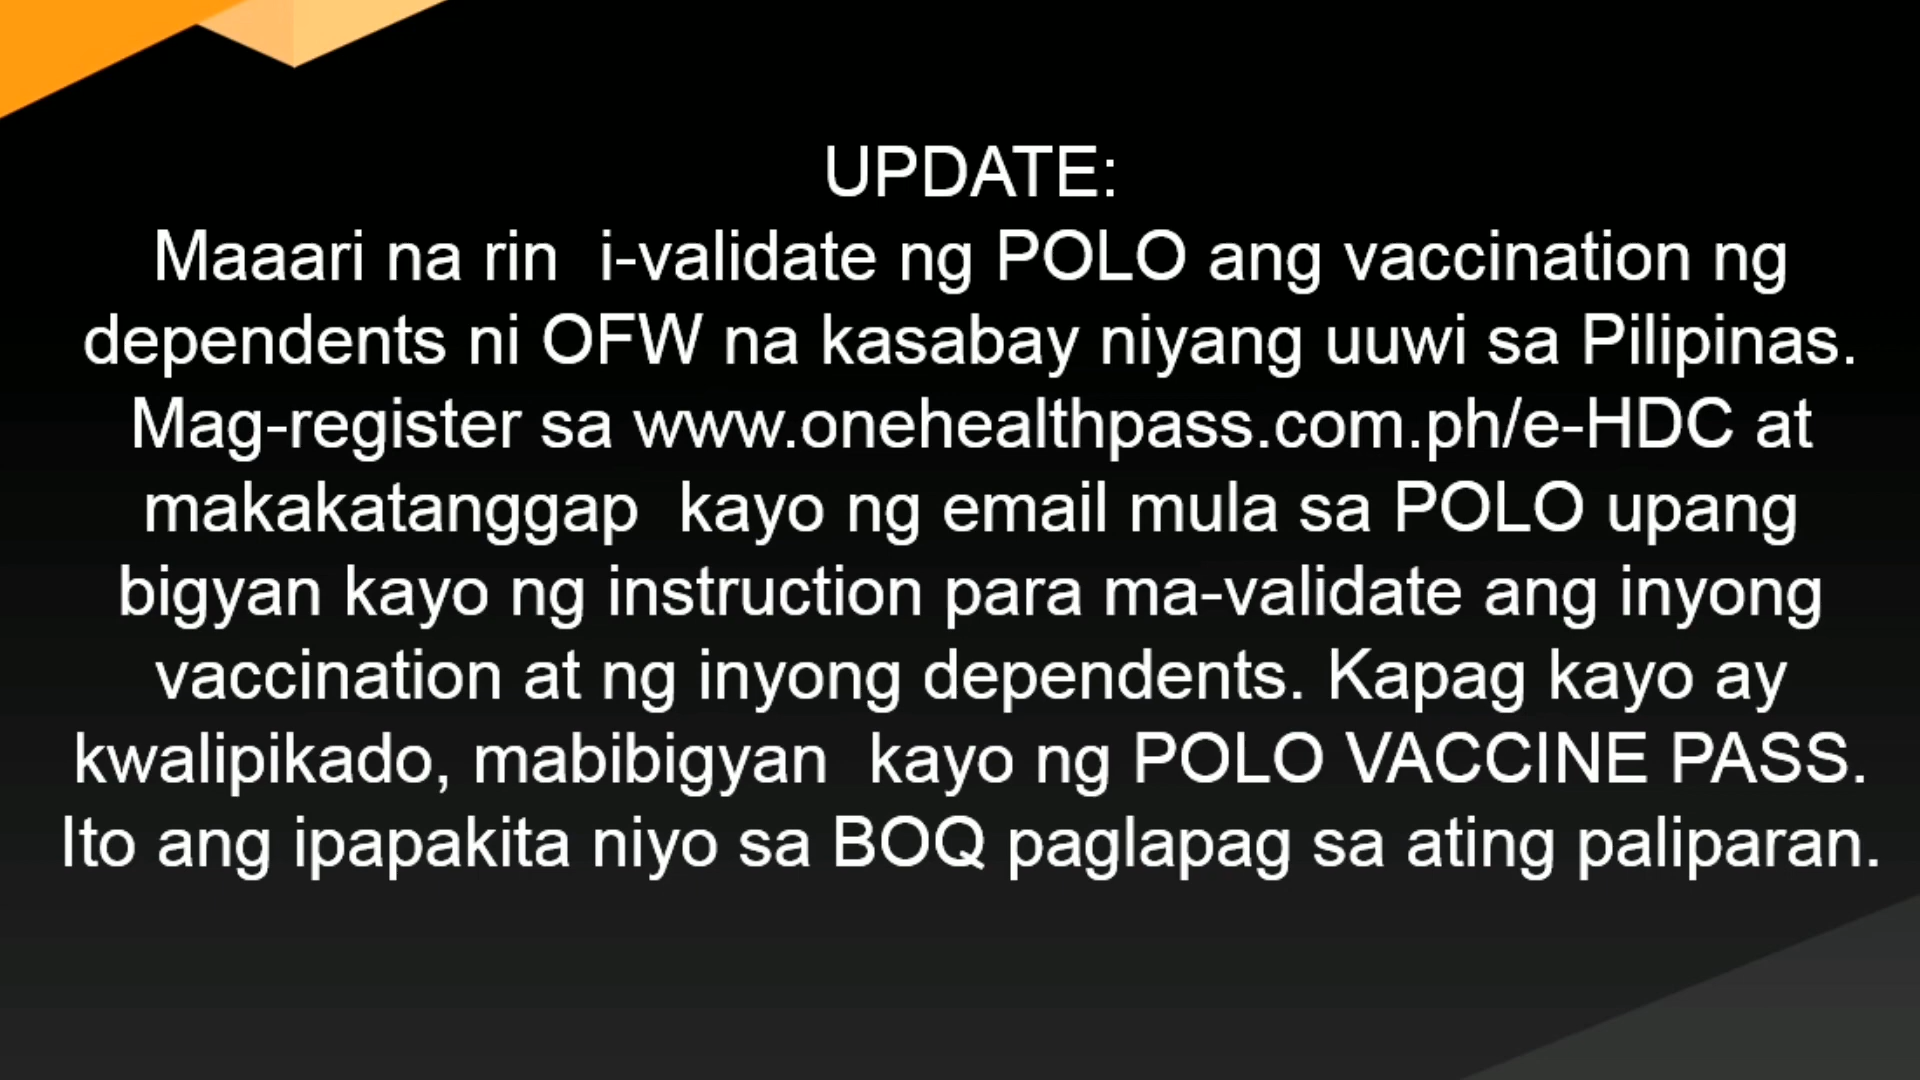 UPDATE:
Maaari na rin  i-validate ng POLO ang vaccination ng
dependents ni OFW na kasabay niyang uuwi sa Pilipinas.
Mag-register sa www.onehealthpass.com.ph/e-HDC at
makakatanggap  kayo ng email mula sa POLO upang
bigyan kayo ng instruction para ma-validate ang inyong
vaccination at ng inyong dependents. Kapag kayo ay
kwalipikado, mabibigyan  kayo ng POLO VACCINE PASS.
Ito ang ipapakita niyo sa BOQ paglapag sa ating paliparan.